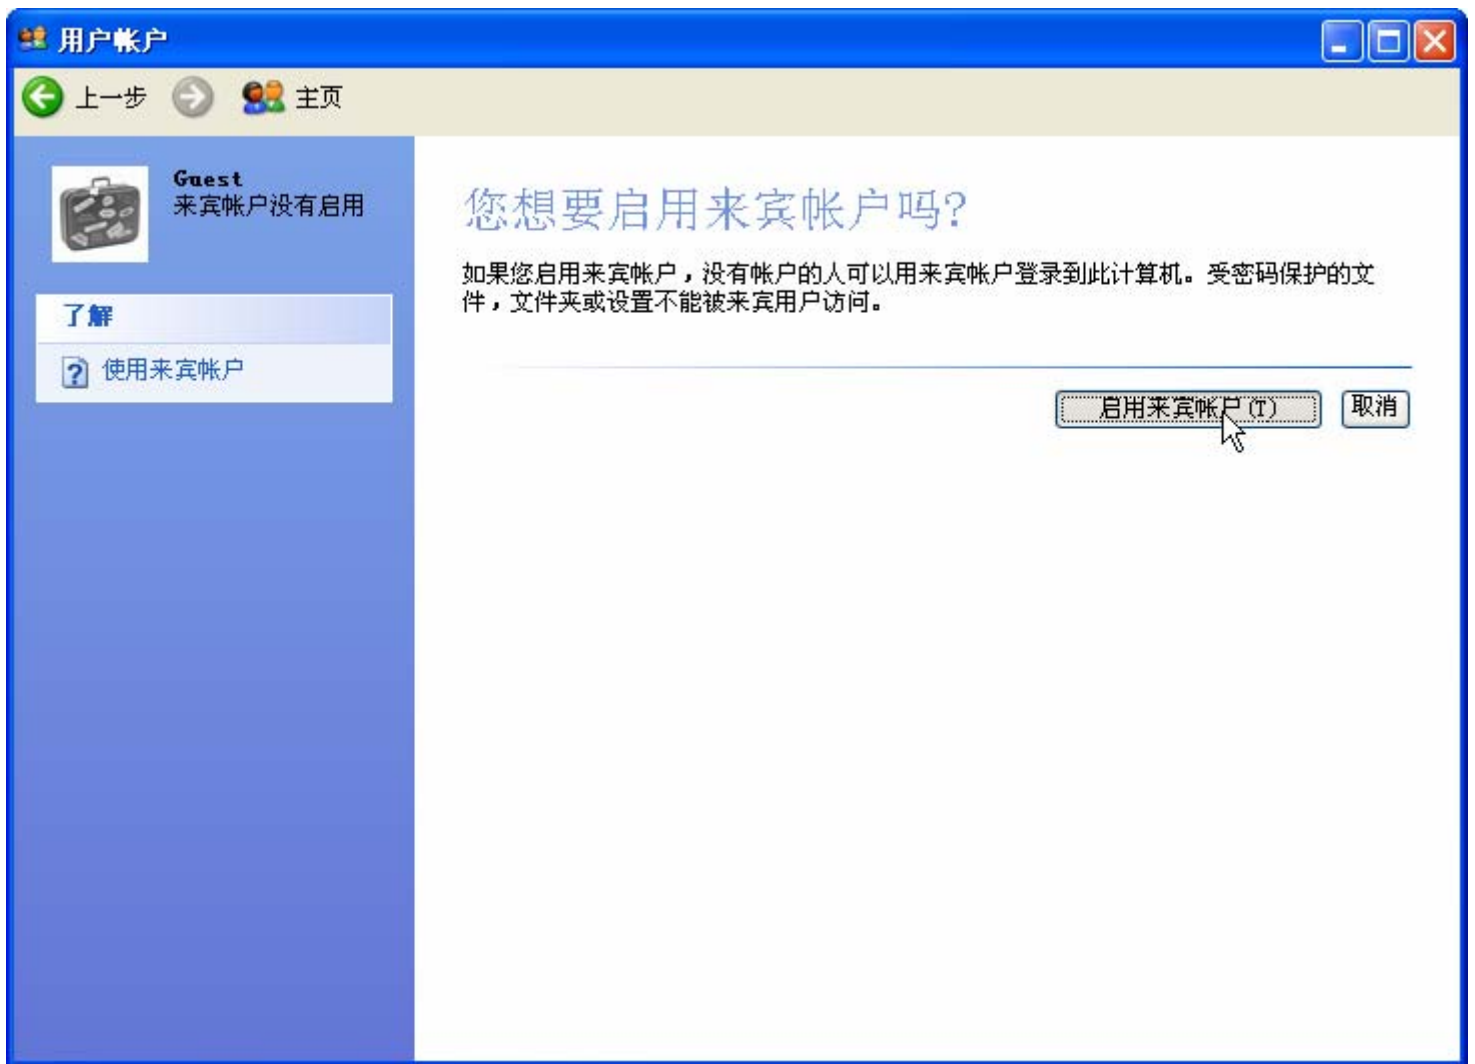 用户帐户
上一步 主页
Guest
来宾帐户没有启用
了解
使用来宾帐户
您想要启用来宾帐户吗?
如果您启用来宾帐户，没有帐户的人可以用来宾帐户登录到此计算机。受密码保护的文
件，文件夹或设置不能被来宾用户访问。
启用来宾帐户(T) 取消